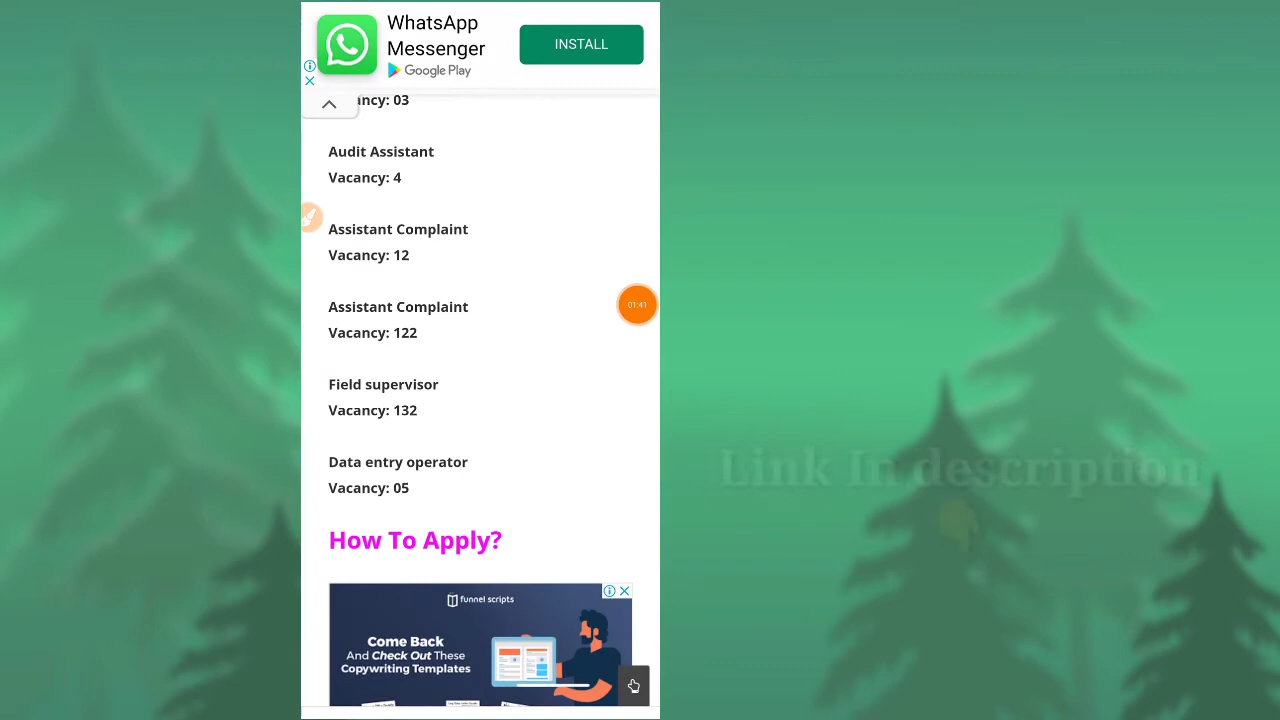 WhatsApp
Messenger
Google Play
INSTALL
ancy: 03
Audit Assistant
Vacancy: 4
Assistant Complaint
Vacancy: 12
Assistant Complaint
Vacancy: 122
01:41
Field supervisor
Vacancy: 132
Data entry operator
Vacancy: 05
Link In description
How To Apply?
funnel scripts
Come Back
And Check Out These
Copywriting Templates